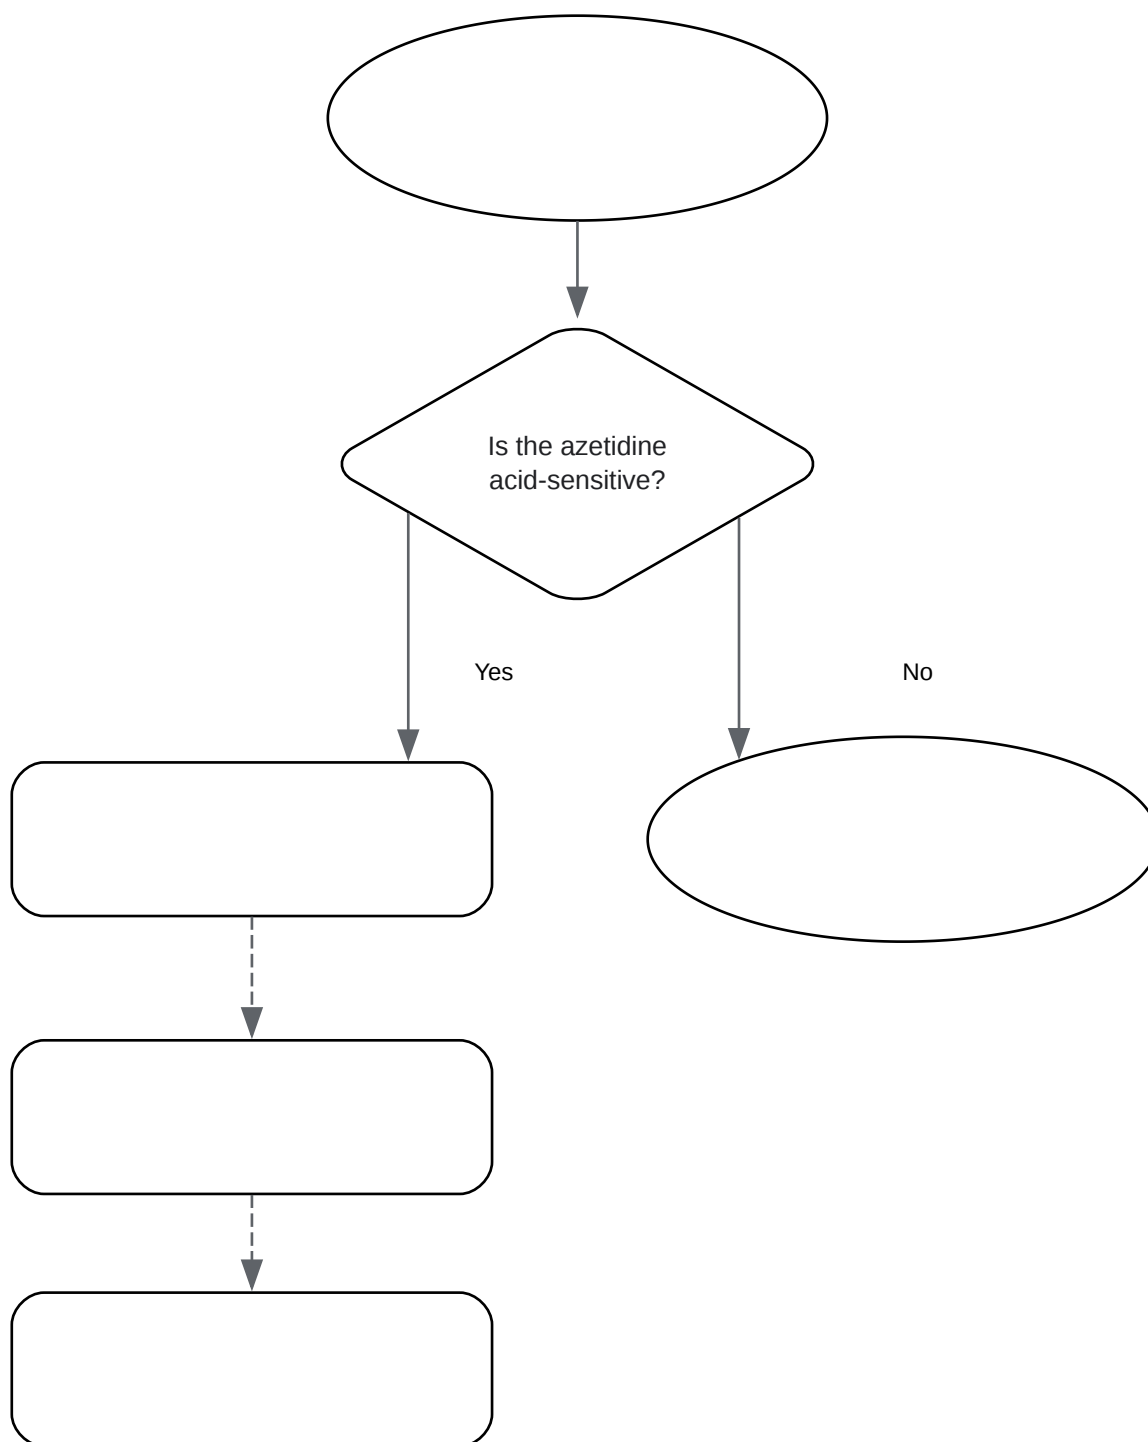 Is the azetidine
acid-sensitive?
Yes
No